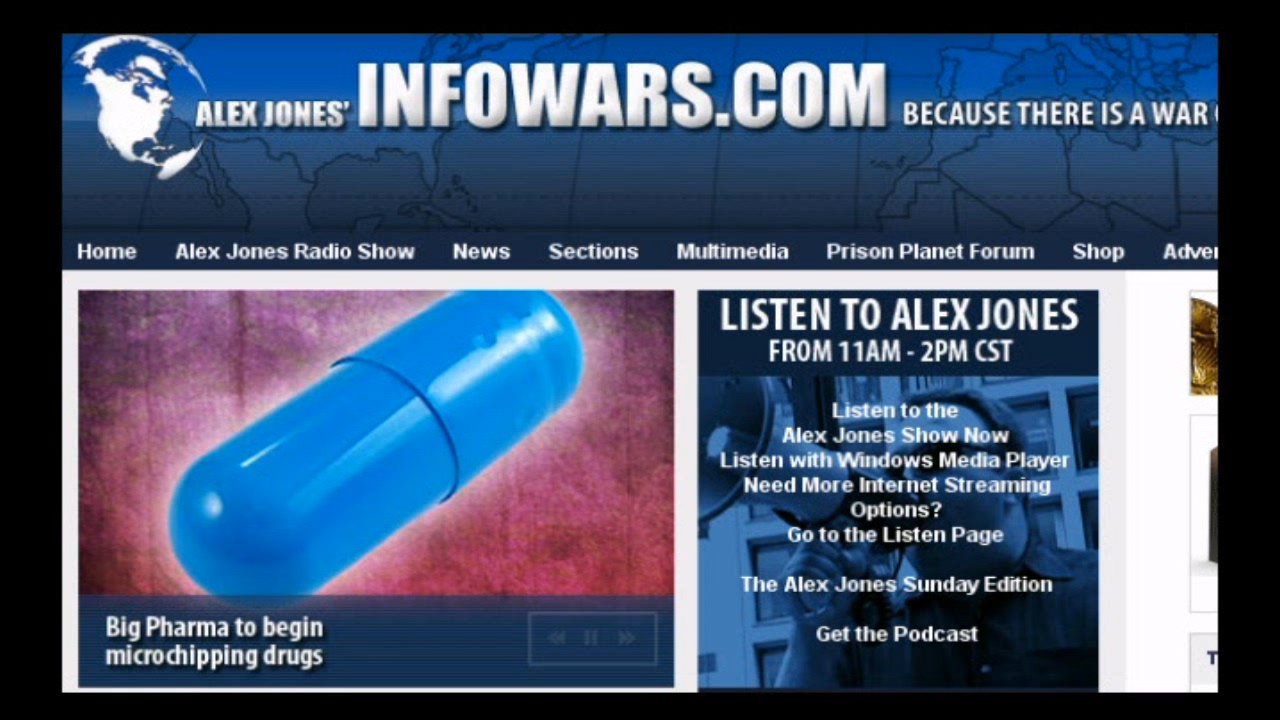 ALEX JONES' INFOWARS.COM BECAUSE THERE IS A WAR
Home Alex Jones Radio Show News Sections Multimedia Prison Planet Forum Shop Adver
LISTEN TO ALEX JONES
FROM 11AM - 2PM CST
Listen to the
Alex Jones Show Now
Listen with Windows Media Player
Need More Internet Streaming
Options?
Go to the Listen Page
The Alex Jones Sunday Edition
Get the Podcast
Big Pharma to begin
microchipping drugs
T